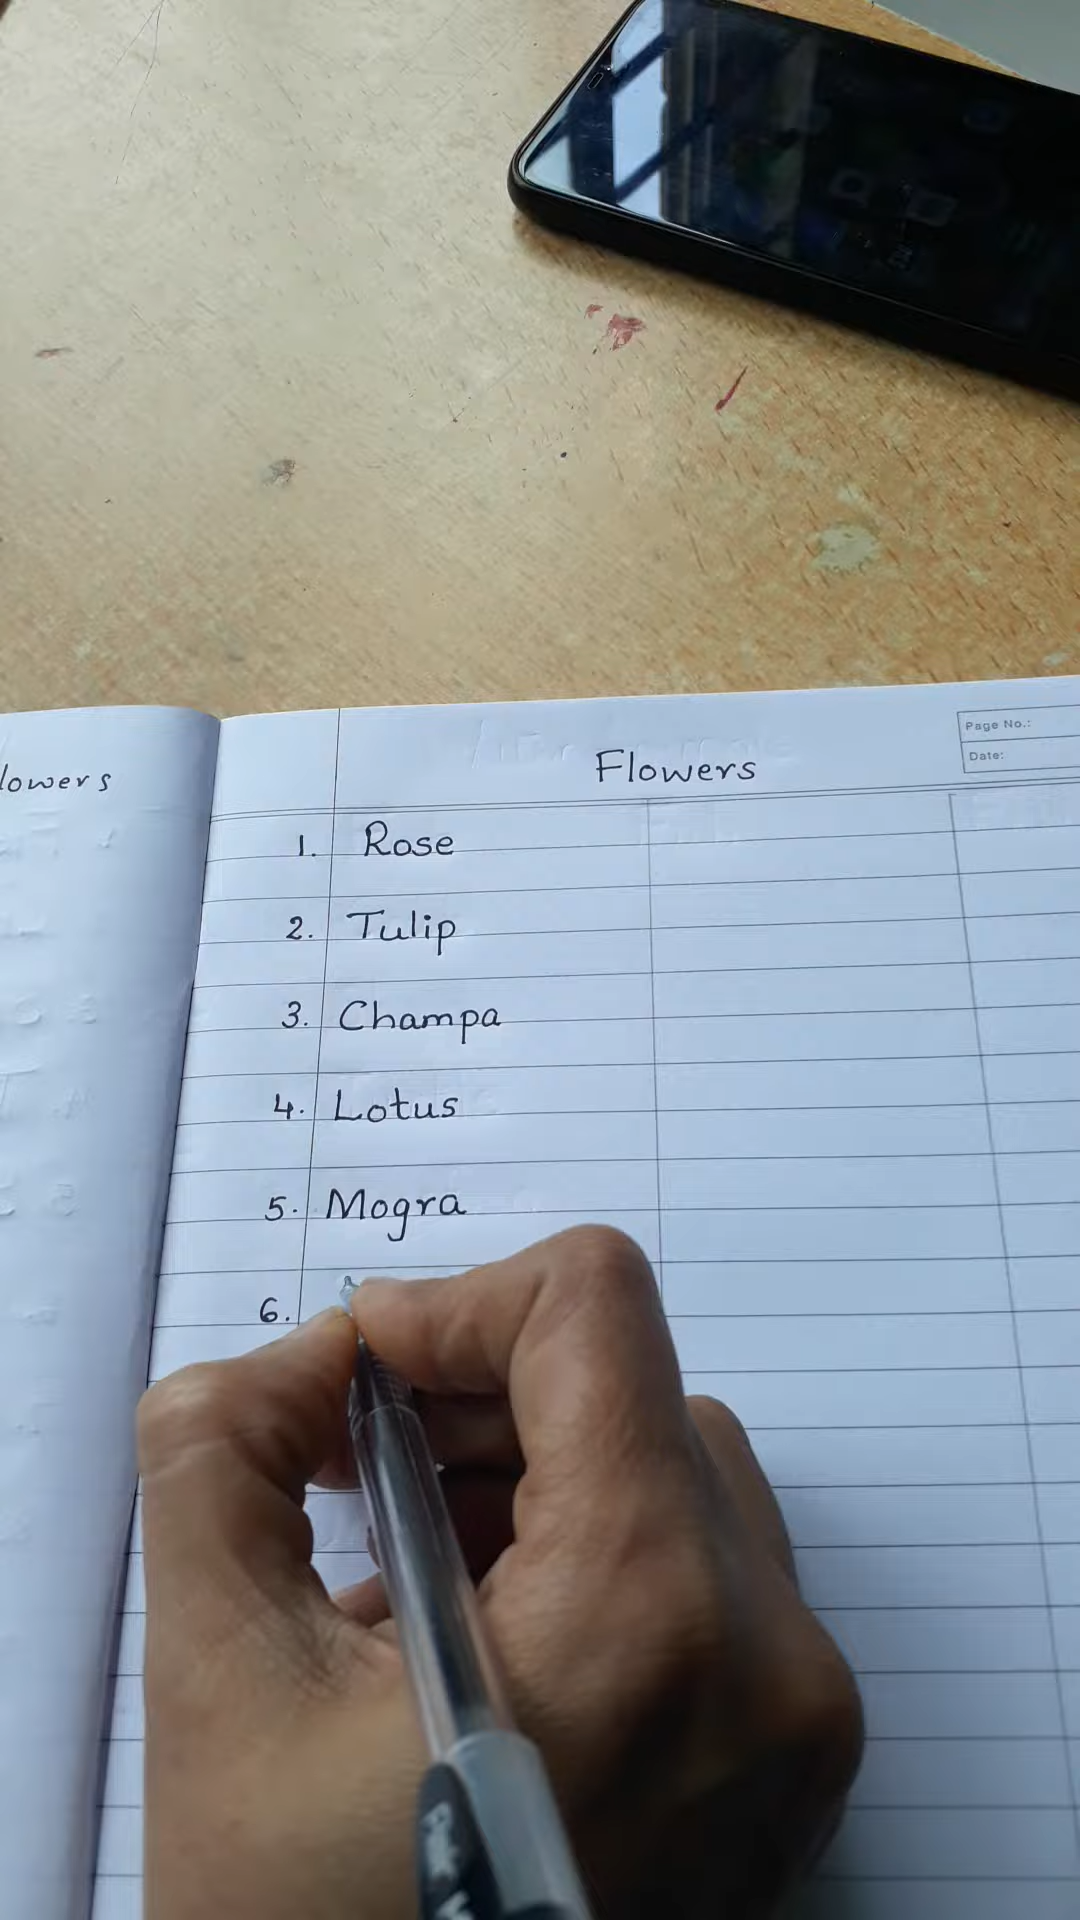 lowers
Flowers
Page No.:
Date:
1. Rose
2. Tulip
3. Champa
4. Lotus
5. Mogra
6.